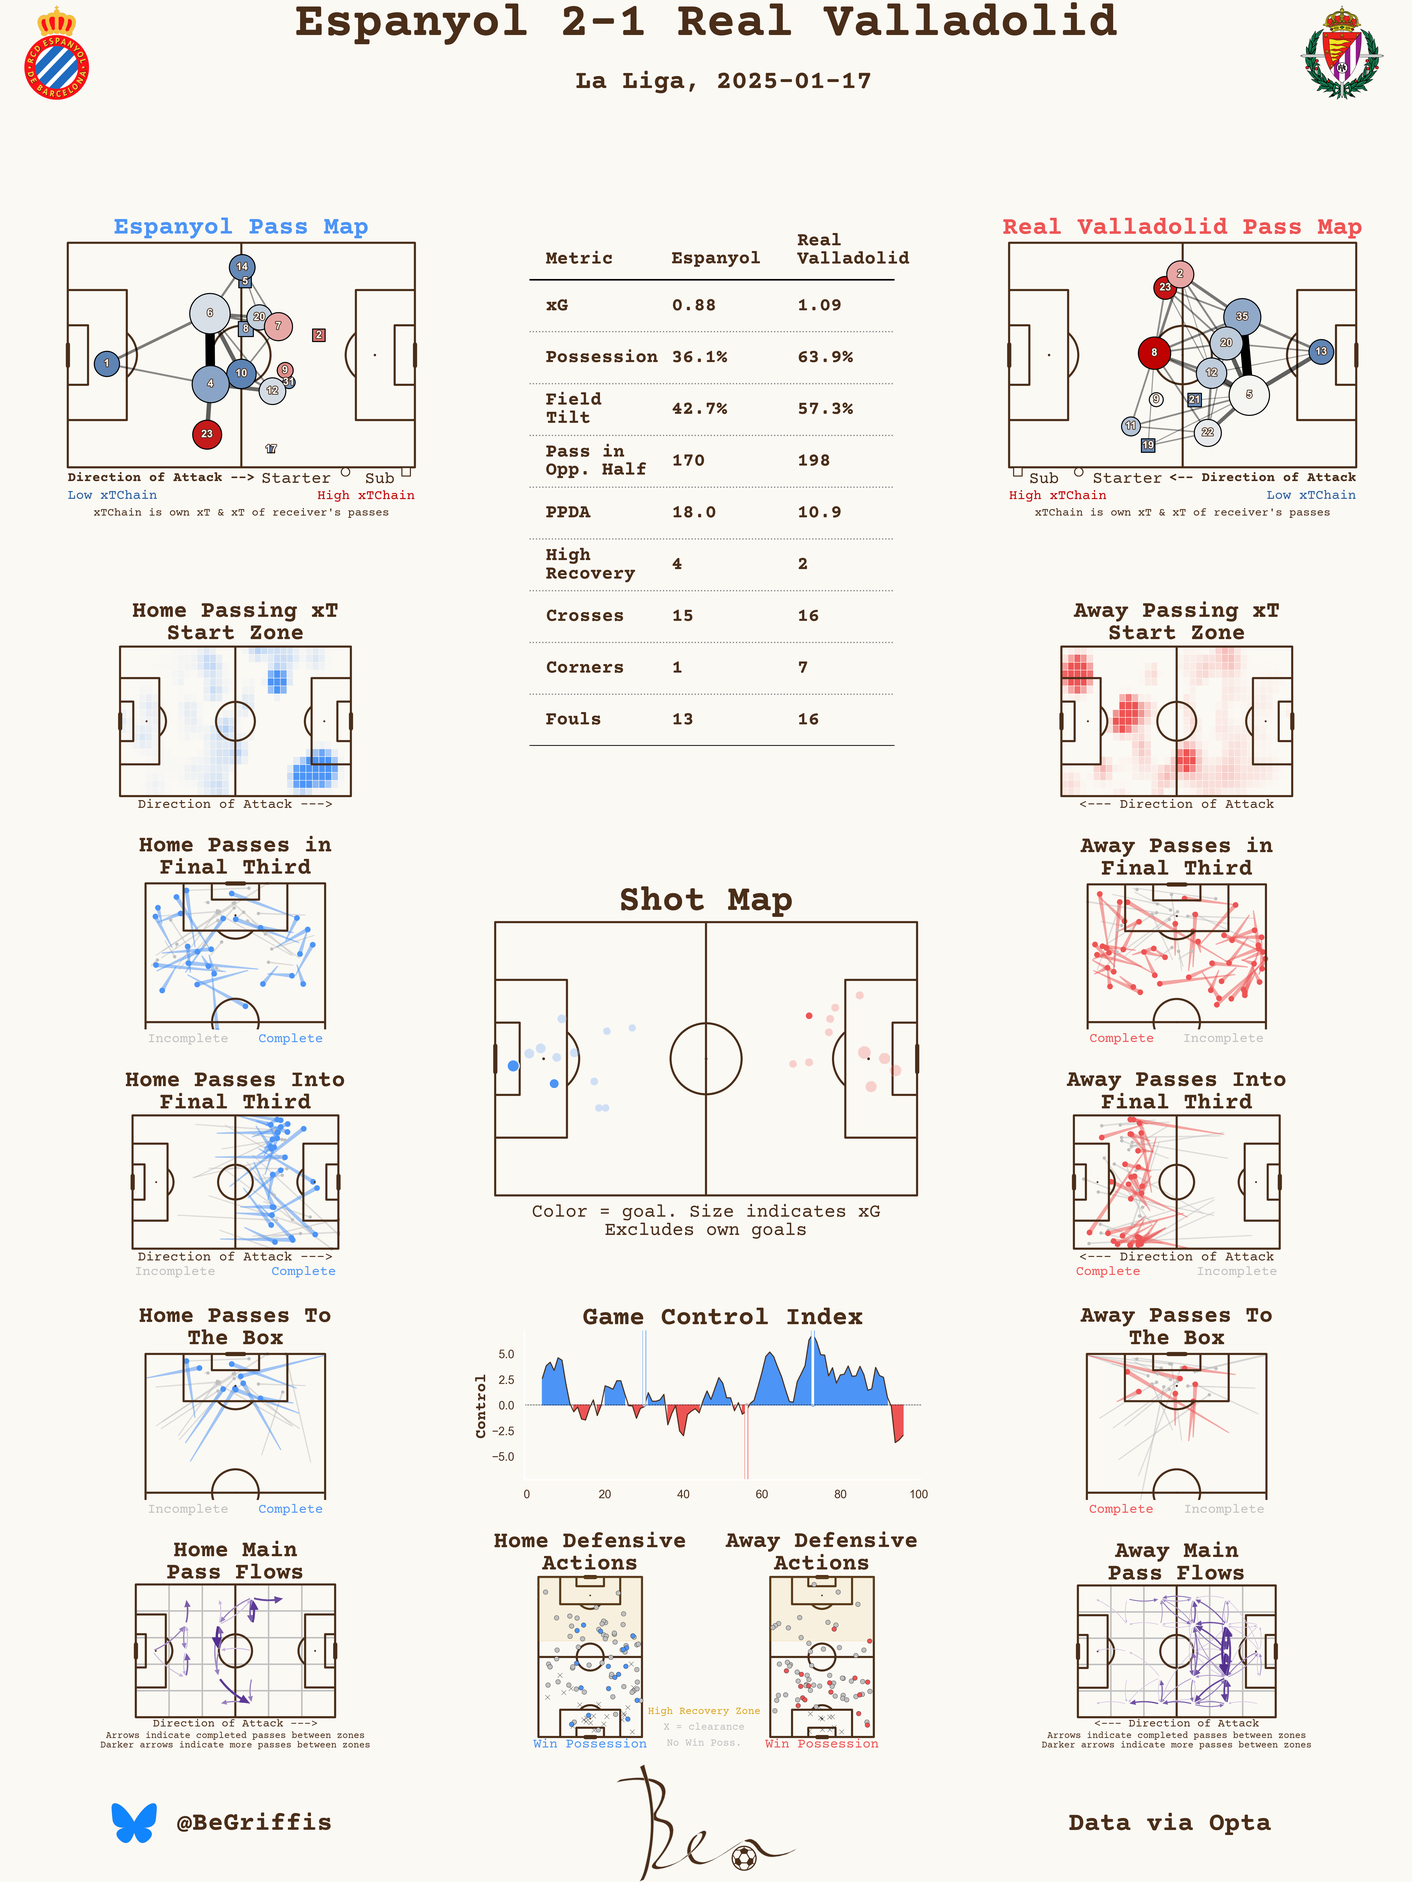 Espanyol 2-1 Real Valladolid
La Liga, 2025-01-17
RCD ESPANYOL
DE BARCELONA
Espanyol Pass Map
14
5
6
20
7
8
2
1
9
10
31
4
12
23
17
Direction of Attack --> Starter Sub
Low xTChain High xTChain
xTChain is own xT & xT of receiver's passes
Metric Espanyol Real Valladolid
xG 0.88 1.09
Possession 36.1% 63.9%
Field Tilt 42.7% 57.3%
Pass in Opp. Half 170 198
PPDA 18.0 10.9
High Recovery 4 2
Crosses 15 16
Corners 1 7
Fouls 13 16
Real Valladolid Pass Map
2
23
35
20
8
13
12
5
9
21
11
22
19
Sub Starter <-- Direction of Attack
High xTChain Low xTChain
xTChain is own xT & xT of receiver's passes
Home Passing xT
Start Zone
Direction of Attack --->
Away Passing xT
Start Zone
<--- Direction of Attack
Home Passes in
Final Third
Incomplete Complete
Away Passes in
Final Third
Complete Incomplete
Shot Map
Color = goal. Size indicates xG
Excludes own goals
Home Passes Into
Final Third
Direction of Attack --->
Incomplete Complete
Away Passes Into
Final Third
<--- Direction of Attack
Complete Incomplete
Home Passes To
The Box
Incomplete Complete
Game Control Index
Control
5.0
2.5
0.0
−2.5
−5.0
0 20 40 60 80 100
Away Passes To
The Box
Complete Incomplete
Home Main
Pass Flows
Direction of Attack --->
Arrows indicate completed passes between zones
Darker arrows indicate more passes between zones
Home Defensive
Actions
Win Possession
High Recovery Zone
X = clearance
No Win Poss.
Away Defensive
Actions
Win Possession
Away Main
Pass Flows
<--- Direction of Attack
Arrows indicate completed passes between zones
Darker arrows indicate more passes between zones
@BeGriffis
Ben
Data via Opta